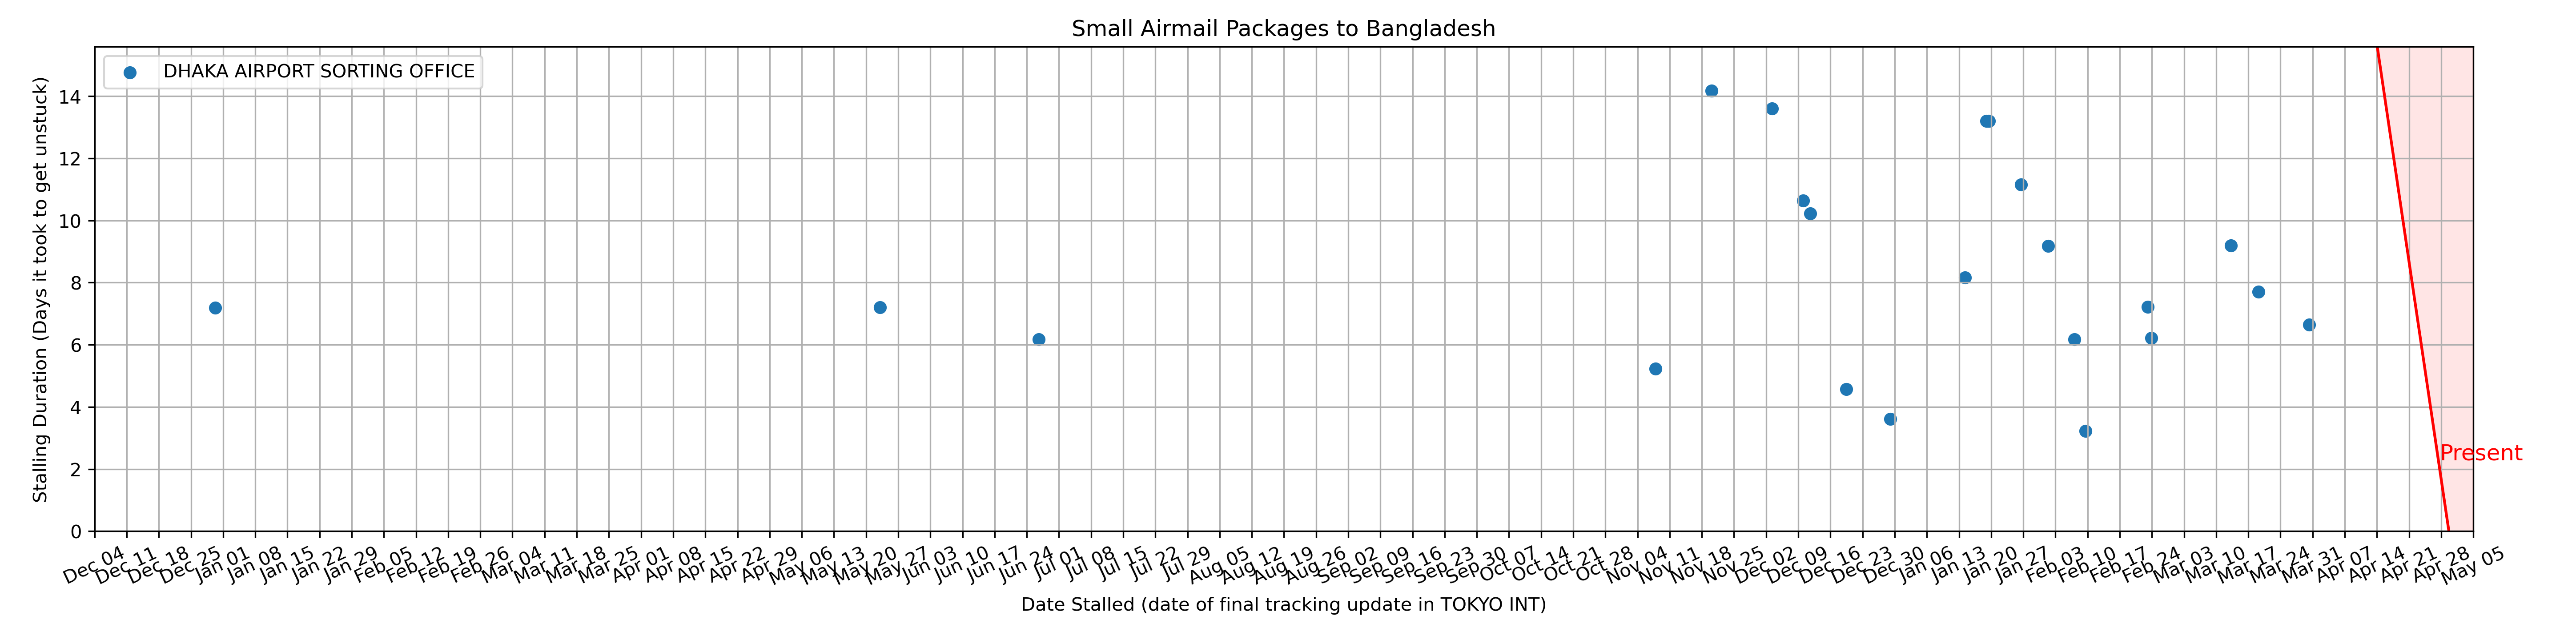 Small Airmail Packages to Bangladesh
DHAKA AIRPORT SORTING OFFICE
Stalling Duration (Days it took to get unstuck)
14
12
10
8
6
4
2
0
Present
Dec 04 Dec 11 Dec 18 Dec 25 Jan 01 Jan 08 Jan 15 Jan 22 Jan 29 Feb 05 Feb 12 Feb 19 Feb 26 Mar 04 Mar 11 Mar 18 Mar 25 Apr 01 Apr 08 Apr 15 Apr 22 Apr 29 May 06 May 13 May 20 May 27 Jun 03 Jun 10 Jun 17 Jun 24 Jul 01 Jul 08 Jul 15 Jul 22 Jul 29 Aug 05 Aug 12 Aug 19 Aug 26 Sep 02 Sep 09 Sep 16 Sep 23 Sep 30 Oct 07 Oct 14 Oct 21 Oct 28 Nov 04 Nov 11 Nov 18 Nov 25 Dec 02 Dec 09 Dec 16 Dec 23 Dec 30 Jan 06 Jan 13 Jan 20 Jan 27 Feb 03 Feb 10 Feb 17 Feb 24 Mar 03 Mar 10 Mar 17 Mar 24 Mar 31 Apr 07 Apr 14 Apr 21 Apr 28 May 05
Date Stalled (date of final tracking update in TOKYO INT)